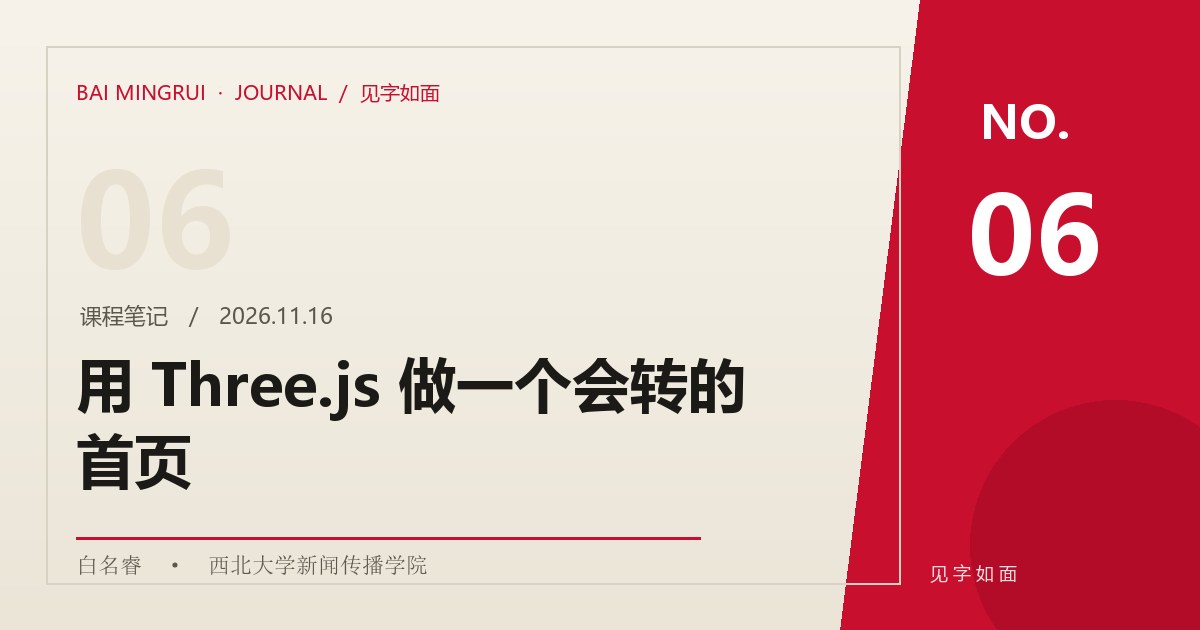 BAI MINGRUI · JOURNAL / 见字如面
06
课程笔记 / 2026.11.16
用 Three.js 做一个会转的
首页
白名睿 • 西北大学新闻传播学院
NO.
06
见字如面